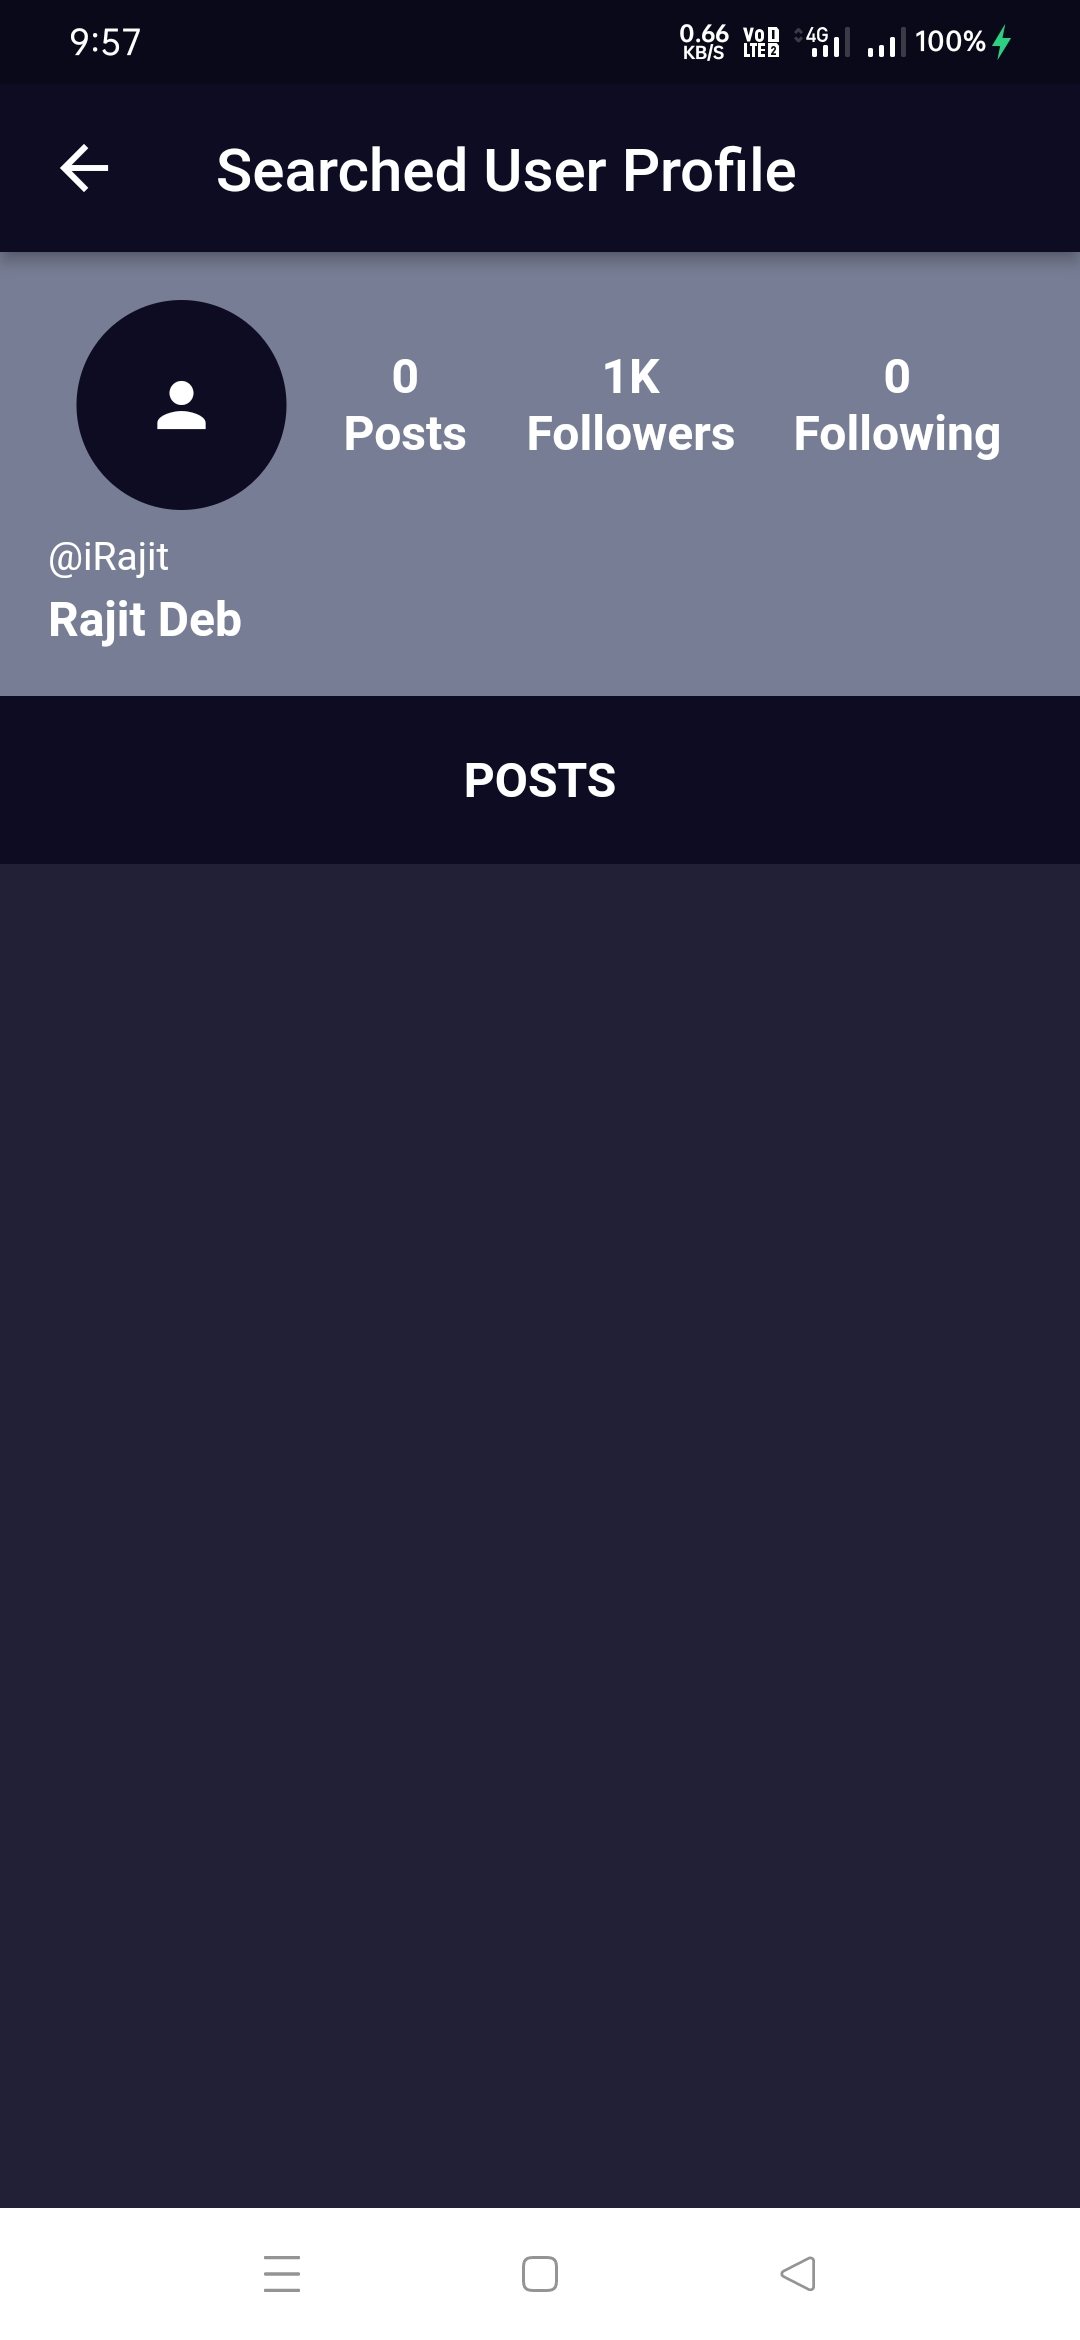 9:57
0.66
KB/S
Vo 1
LTE 2
4G
100%
Searched User Profile
0
Posts
1K
Followers
0
Following
@iRajit
Rajit Deb
POSTS